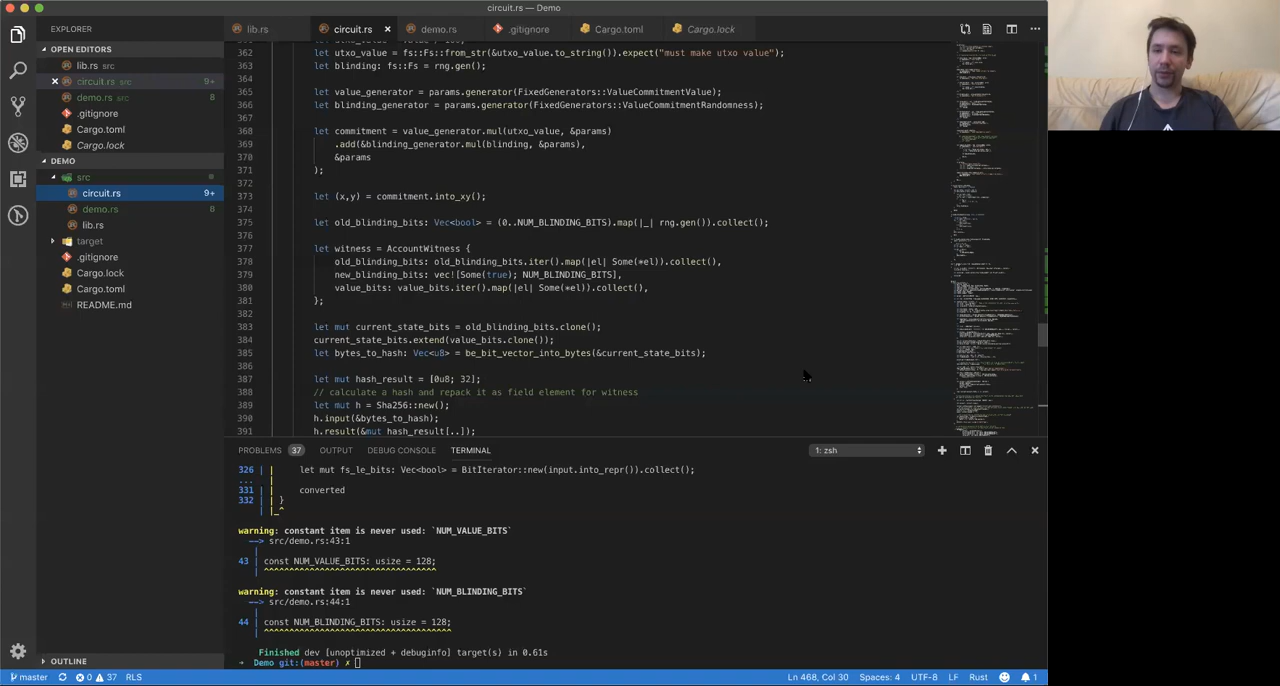 circuit.rs — Demo
EXPLORER
lib.rs
circuit.rs ×
demo.rs
.gitignore
Cargo.toml
Cargo.lock
OPEN EDITORS
lib.rs src
× circuit.rs src 9+
demo.rs src 8
.gitignore
Cargo.toml
Cargo.lock
DEMO
src
circuit.rs 9+
demo.rs 8
lib.rs
target
.gitignore
Cargo.lock
Cargo.toml
README.md
OUTLINE
362 let utxo_value = fs::Fs::from_str(&utxo_value.to_string()).expect("must make utxo value");
363 let blinding: fs::Fs = rng.gen();
364
365 let value_generator = params.generator(FixedGenerators::ValueCommitmentValue);
366 let blinding_generator = params.generator(FixedGenerators::ValueCommitmentRandomness);
367
368 let commitment = value_generator.mul(utxo_value, &params)
369 .add(&blinding_generator.mul(blinding, &params),
370 &params
371 );
372
373 let (x,y) = commitment.into_xy();
374
375 let old_blinding_bits: Vec<bool> = (0..NUM_BLINDING_BITS).map(|_| rng.gen()).collect();
376
377 let witness = AccountWitness {
378 old_blinding_bits: old_blinding_bits.iter().map(|el| Some(*el)).collect(),
379 new_blinding_bits: vec![Some(true); NUM_BLINDING_BITS],
380 value_bits: value_bits.iter().map(|el| Some(*el)).collect(),
381 };
382
383 let mut current_state_bits = old_blinding_bits.clone();
384 current_state_bits.extend(value_bits.clone());
385 let bytes_to_hash: Vec<u8> = be_bit_vector_into_bytes(&current_state_bits);
386
387 let mut hash_result = [0u8; 32];
388 // calculate a hash and repack it as field element for witness
389 let mut h = Sha256::new();
390 h.input(&bytes_to_hash);
391 h.result(&mut hash_result[..]);
PROBLEMS 37 OUTPUT DEBUG CONSOLE TERMINAL 1: zsh
326 | | let mut fs_le_bits: Vec<bool> = BitIterator::new(input.into_repr()).collect();
... |
331 | | converted
332 | | }
| |_^
warning: constant item is never used: `NUM_VALUE_BITS`
--> src/demo.rs:43:1
|
43 | const NUM_VALUE_BITS: usize = 128;
| ^^^^^^^^^^^^^^^^^^^^^^^^^^^^^^^^^^
warning: constant item is never used: `NUM_BLINDING_BITS`
--> src/demo.rs:44:1
|
44 | const NUM_BLINDING_BITS: usize = 128;
| ^^^^^^^^^^^^^^^^^^^^^^^^^^^^^^^^^^^^^
Finished dev [unoptimized + debuginfo] target(s) in 0.61s
→ Demo git:(master) ✗
master 0 37 RLS Ln 468, Col 30 Spaces: 4 UTF-8 LF Rust 1